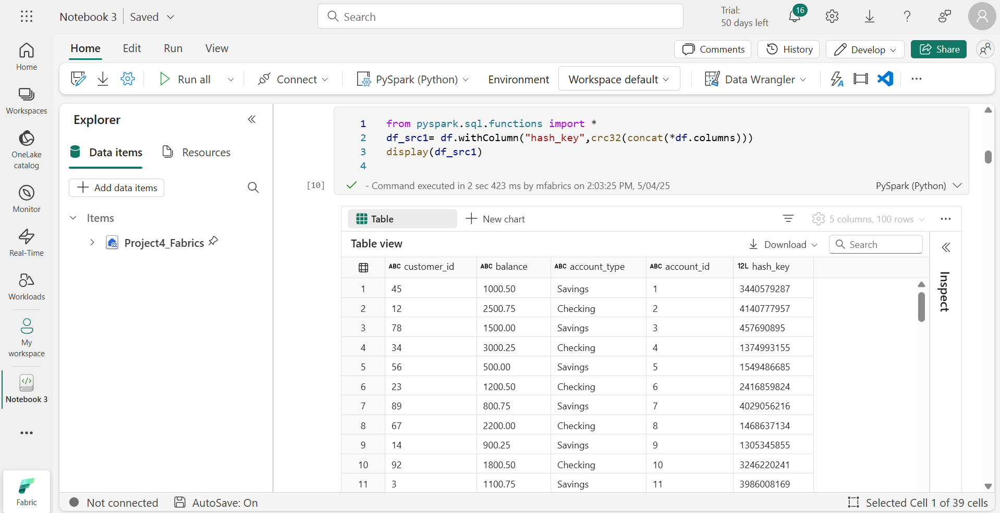 Notebook 3 Saved
Search
Trial:
50 days left
16
Home Edit Run View
Comments History Develop Share
Run all Connect PySpark (Python) Environment Workspace default Data Wrangler
Home
Workspaces
OneLake
catalog
Monitor
Real-Time
Workloads
My
workspace
Notebook 3
Fabric
Explorer
Data items Resources
Add data items
Items
Project4_Fabrics
1 from pyspark.sql.functions import *
2 df_src1= df.withColumn("hash_key",crc32(concat(*df.columns)))
3 display(df_src1)
4
[10] - Command executed in 2 sec 423 ms by mfabrics on 2:03:25 PM, 5/04/25 PySpark (Python)
Table New chart 5 columns, 100 rows
Table view Download Search
Inspect
ABC customer_id ABC balance ABC account_type ABC account_id 12L hash_key
1 45 1000.50 Savings 1 3440579287
2 12 2500.75 Checking 2 4140777957
3 78 1500.00 Savings 3 457690895
4 34 3000.25 Checking 4 1374993155
5 56 500.00 Savings 5 1549486685
6 23 1200.50 Checking 6 2416859824
7 89 800.75 Savings 7 4029056216
8 67 2200.00 Checking 8 1468637134
9 14 900.25 Savings 9 1305345855
10 92 1800.50 Checking 10 3246220241
11 3 1100.75 Savings 11 3986008169
Not connected AutoSave: On Selected Cell 1 of 39 cells